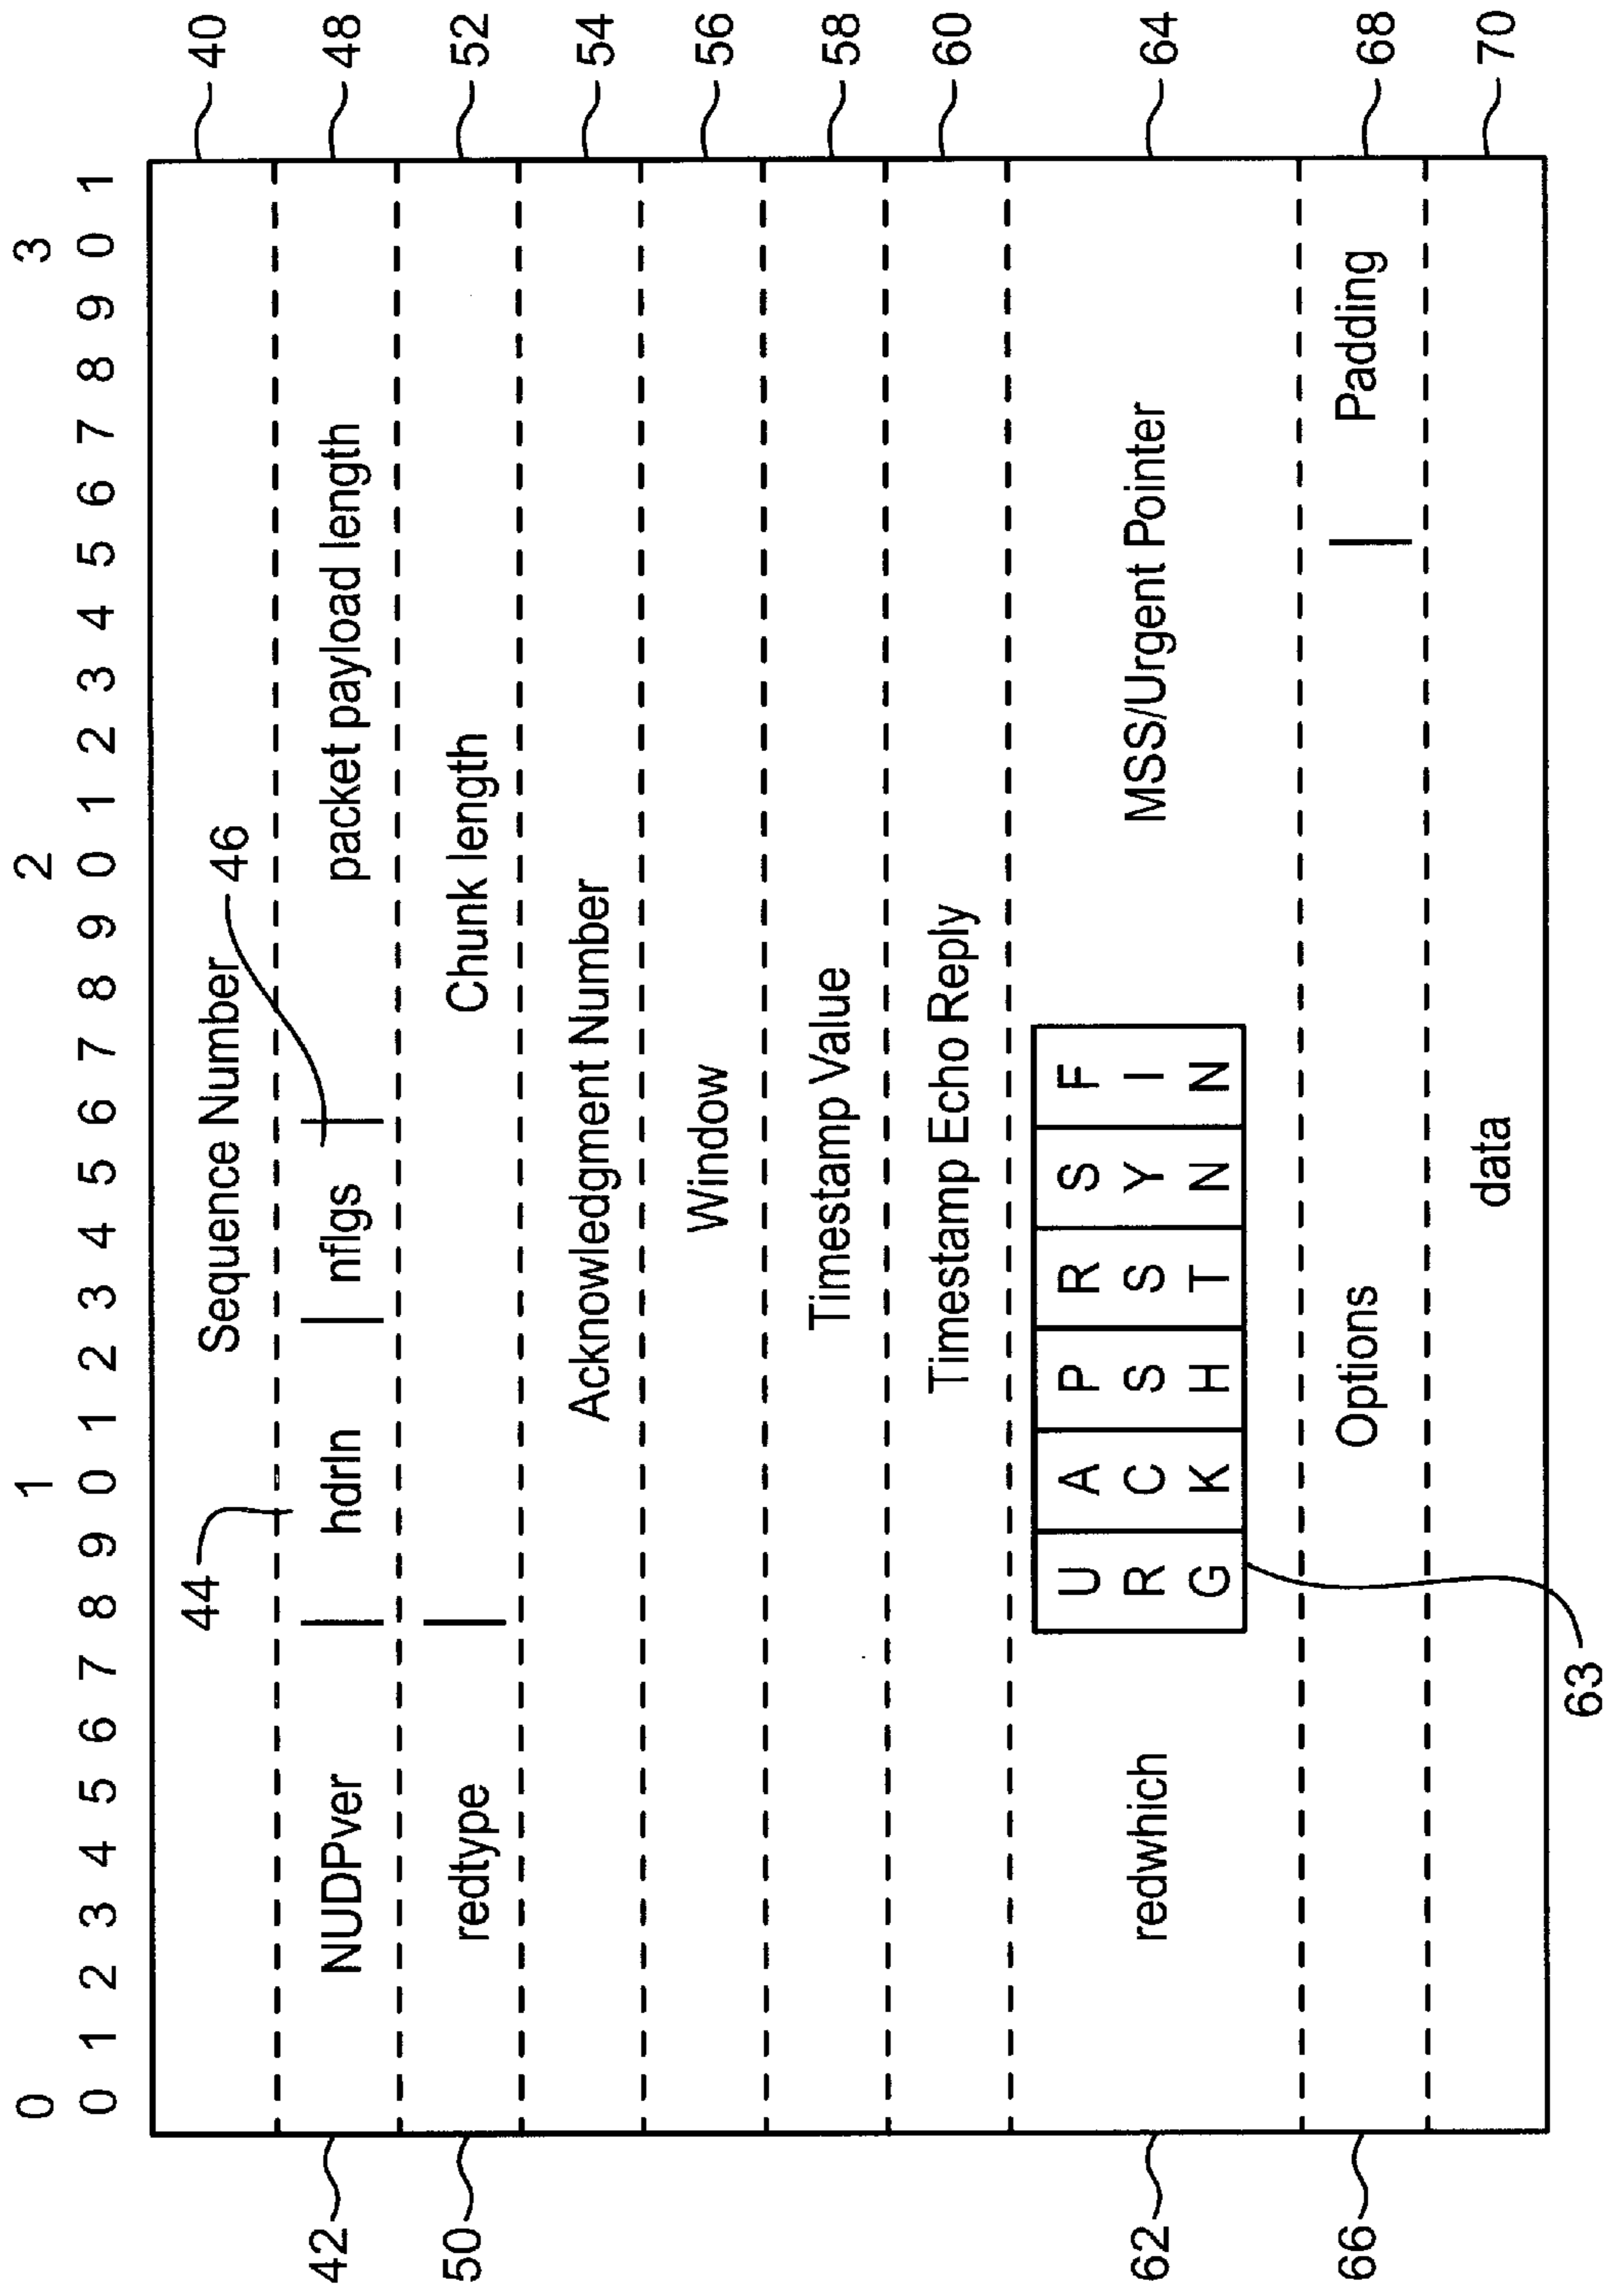 0 1 2 3
0 1 2 3 4 5 6 7 8 9 0 1 2 3 4 5 6 7 8 9 0 1 2 3 4 5 6 7 8 9 0 1
Sequence Number 40
42 NUDPver | 44 hdrln | nflgs | 46 packet payload length 48
50 redtype | Chunk length 52
Acknowledgment Number 54
Window 56
Timestamp Value 58
Timestamp Echo Reply 60
U A P R S F
62 redwhich R C S S Y I MSS/Urgent Pointer 64
G K H T N N
63
66 Options | Padding 68
data 70